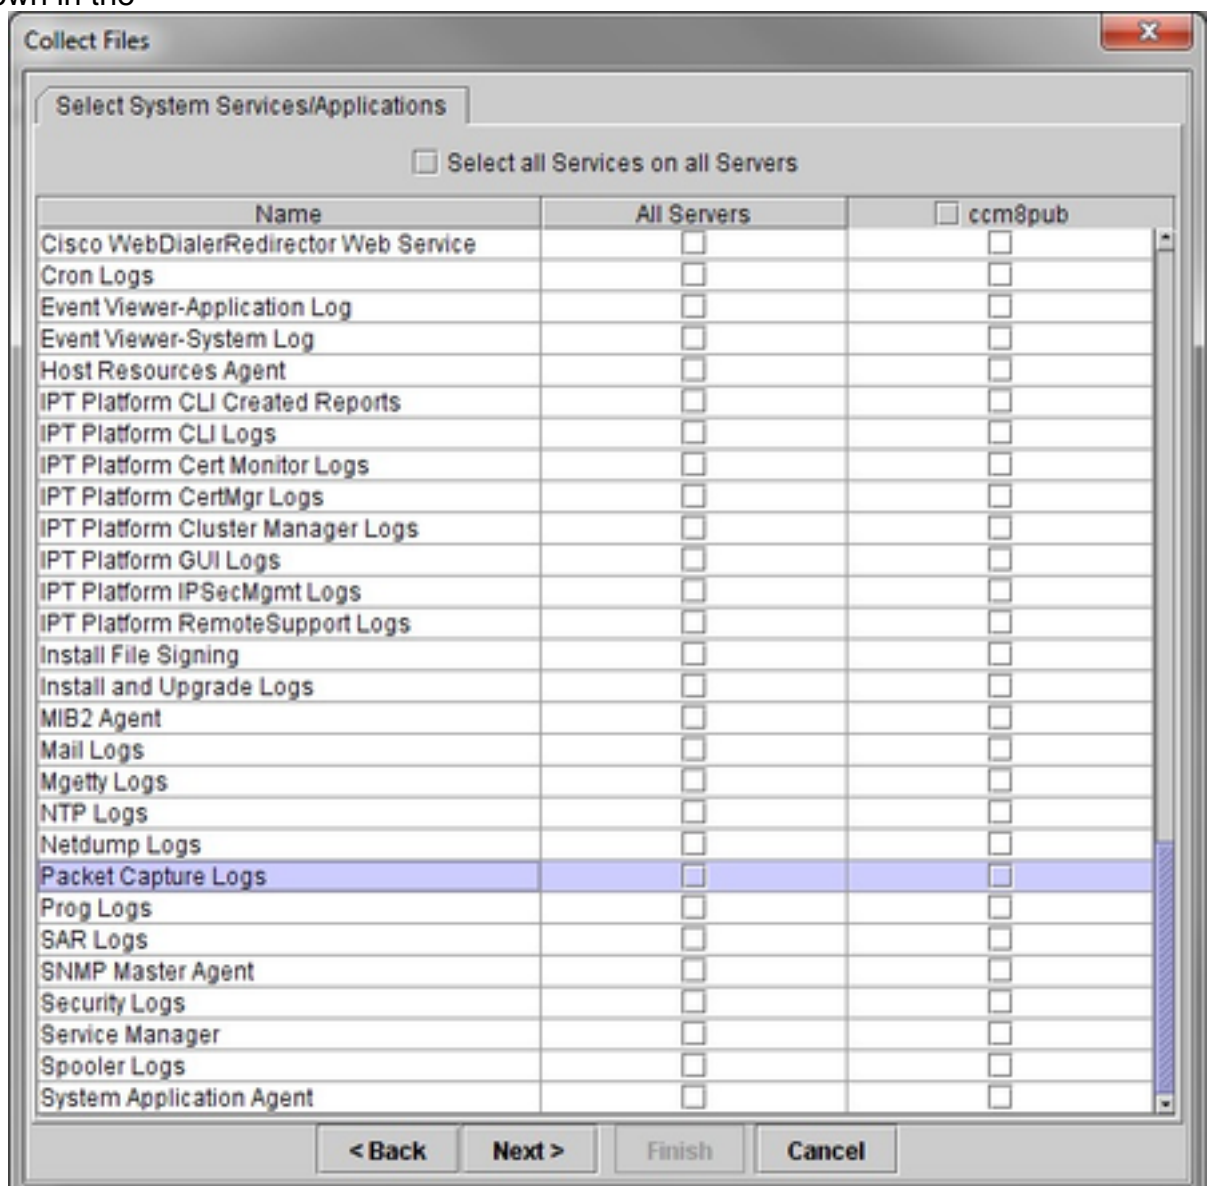 own in the
Collect Files
Select System Services/Applications
Select all Services on all Servers
Name All Servers ccm8pub
Cisco WebDialerRedirector Web Service
Cron Logs
Event Viewer-Application Log
Event Viewer-System Log
Host Resources Agent
IPT Platform CLI Created Reports
IPT Platform CLI Logs
IPT Platform Cert Monitor Logs
IPT Platform CertMgr Logs
IPT Platform Cluster Manager Logs
IPT Platform GUI Logs
IPT Platform IPSecMgmt Logs
IPT Platform RemoteSupport Logs
Install File Signing
Install and Upgrade Logs
MIB2 Agent
Mail Logs
Mgetty Logs
NTP Logs
Netdump Logs
Packet Capture Logs
Prog Logs
SAR Logs
SNMP Master Agent
Security Logs
Service Manager
Spooler Logs
System Application Agent
< Back Next > Finish Cancel